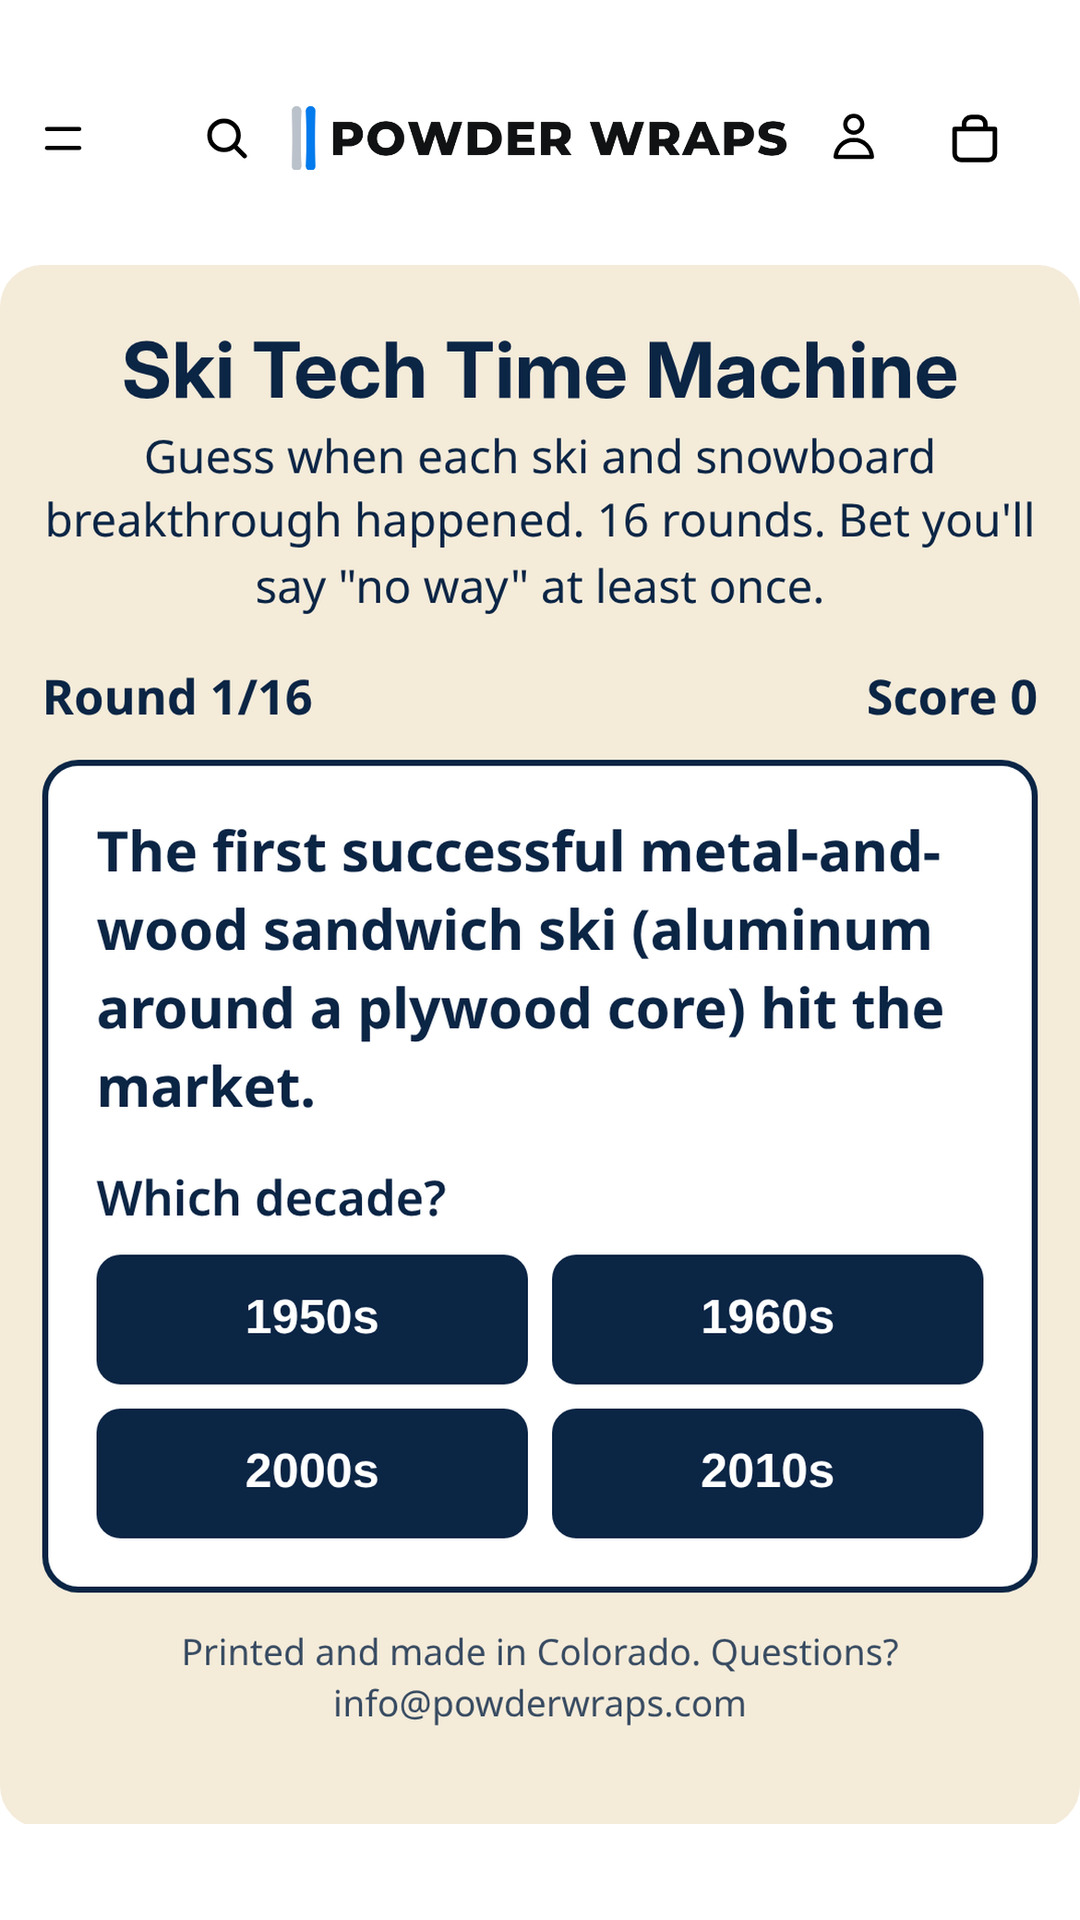 POWDER WRAPS
Ski Tech Time Machine
Guess when each ski and snowboard
breakthrough happened. 16 rounds. Bet you'll
say "no way" at least once.
Round 1/16
Score 0
The first successful metal-and-
wood sandwich ski (aluminum
around a plywood core) hit the
market.
Which decade?
1950s
1960s
2000s
2010s
Printed and made in Colorado. Questions?
info@powderwraps.com